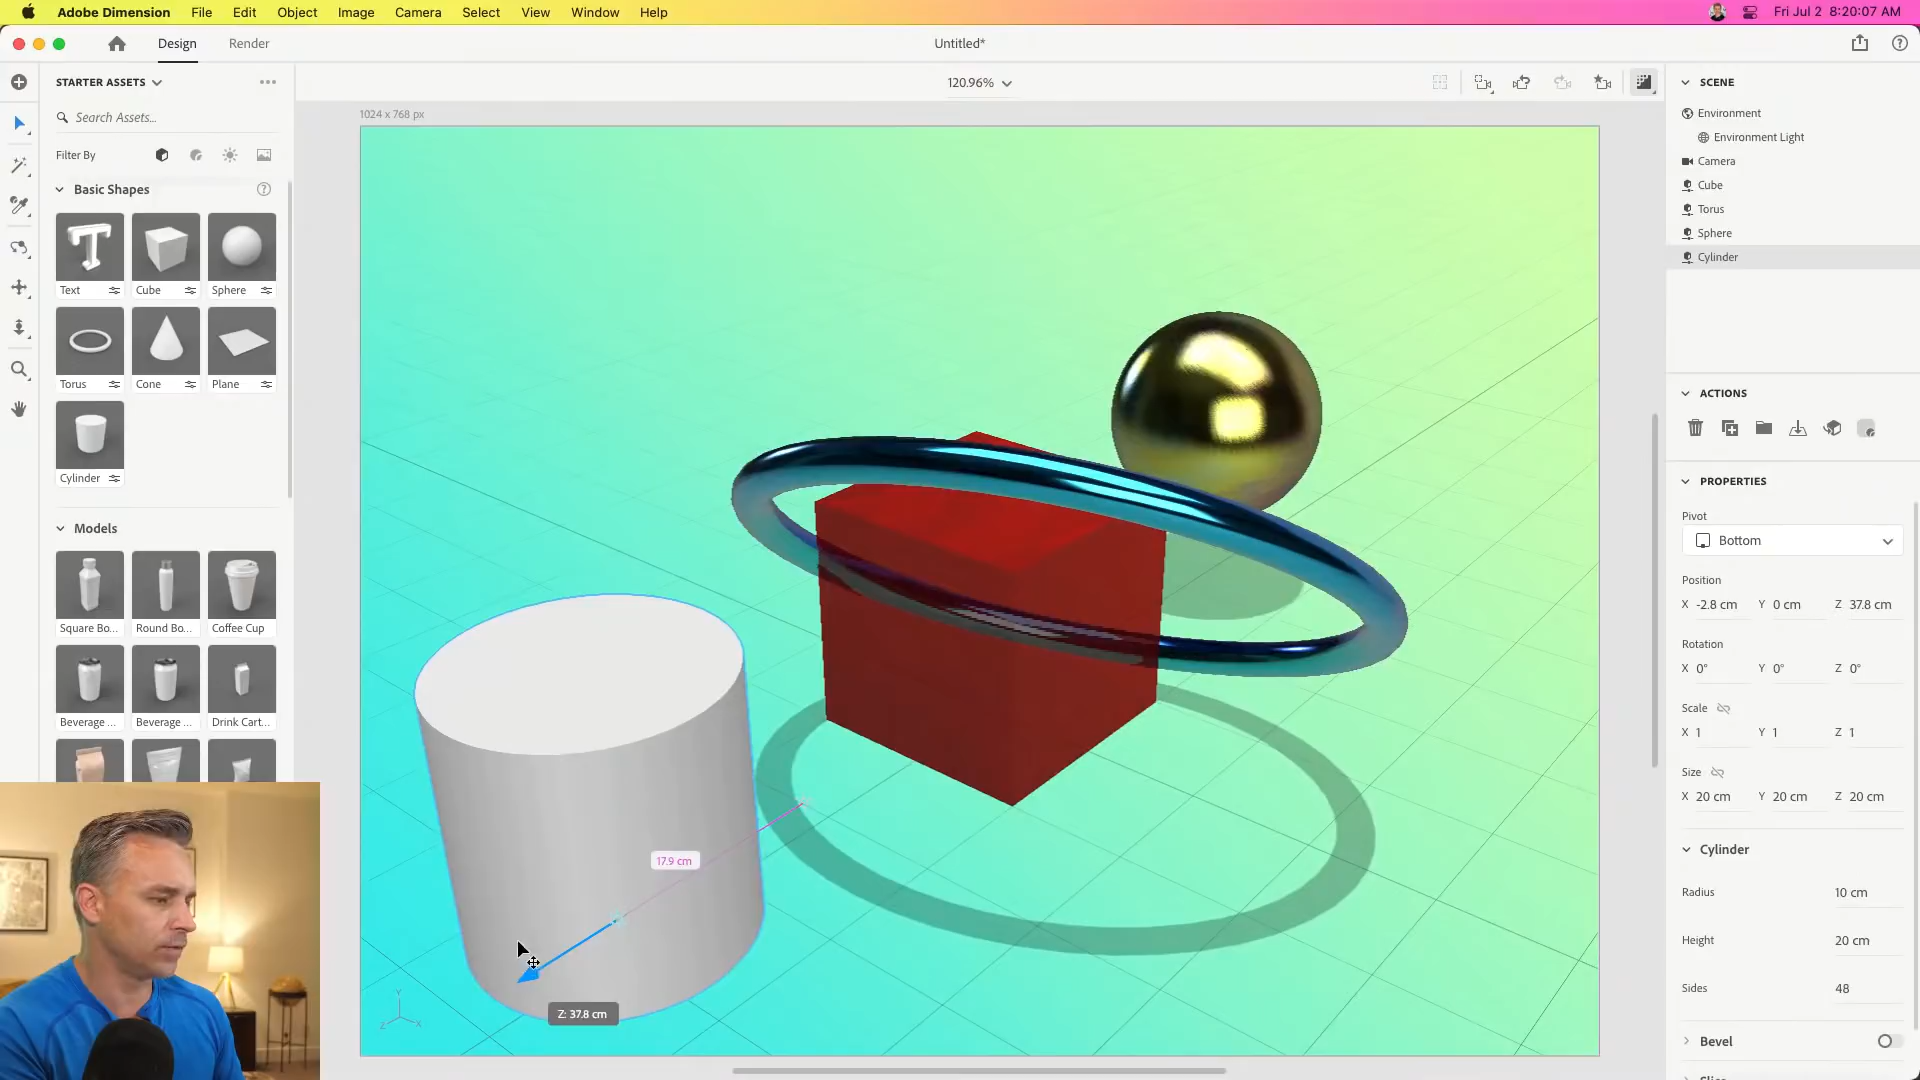 Adobe Dimension File Edit Object Image Camera Select View Window Help Fri Jul 2 8:20:07 AM
Design Render Untitled*
STARTER ASSETS
Search Assets...
Filter By
Basic Shapes
Text Cube Sphere
Torus Cone Plane
Cylinder
Models
Square Bo... Round Bo... Coffee Cup
Beverage ... Beverage ... Drink Cart...
120.96%
1024 x 768 px
17.9 cm
Z: 37.8 cm
Y
Z X
SCENE
Environment
Environment Light
Camera
Cube
Torus
Sphere
Cylinder
ACTIONS
PROPERTIES
Pivot
Bottom
Position
X -2.8 cm Y 0 cm Z 37.8 cm
Rotation
X 0° Y 0° Z 0°
Scale
X 1 Y 1 Z 1
Size
X 20 cm Y 20 cm Z 20 cm
Cylinder
Radius 10 cm
Height 20 cm
Sides 48
Bevel